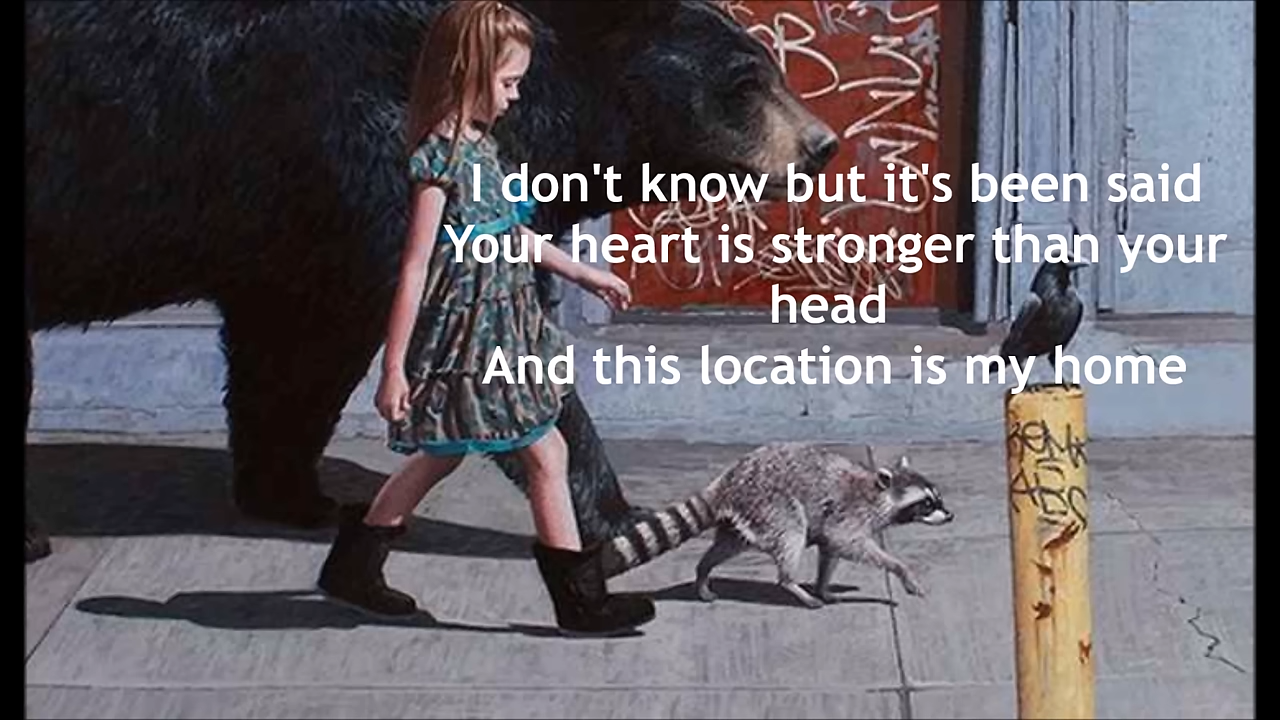 I don't know but it's been said
Your heart is stronger than your
head
And this location is my home